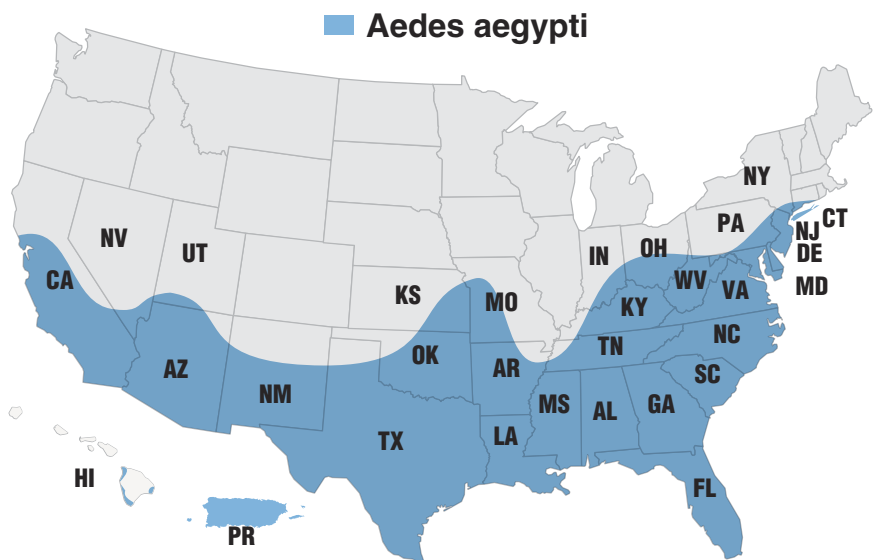 Aedes aegypti
NY
CT
PA
NJ
OH
IN
DE
NV
UT
WV
MD
CA
KS
MO
VA
KY
NC
TN
OK
AR
AZ
SC
NM
MS
AL
GA
TX
LA
HI
FL
PR